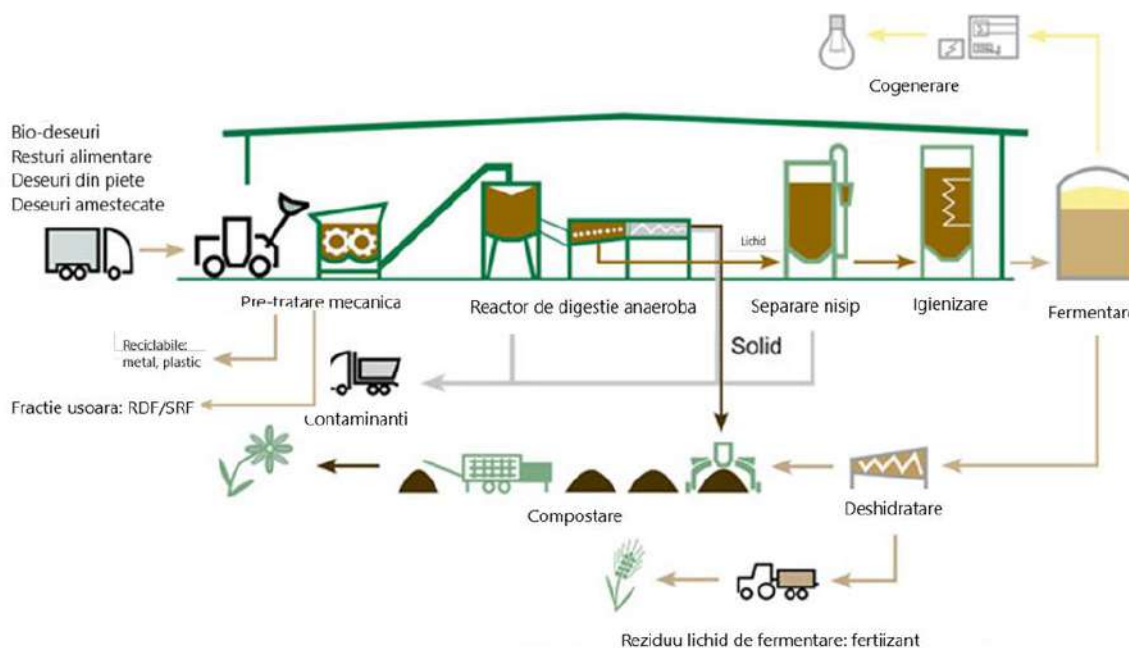 Cogenerare
Bio-deseuri
Resturi alimentare
Deseuri din piete
Deseuri amestecate
Lichid
Pre-tratare mecanica
Reactor de digestie anaeroba
Separare nisip
Igienizare
Fermentare
Reciclabile:
metal, plastic
Solid
Fractie usoara: RDF/SRF
Contaminanti
Compostare
Deshidratare
Reziduu lichid de fermentare: fertiizant